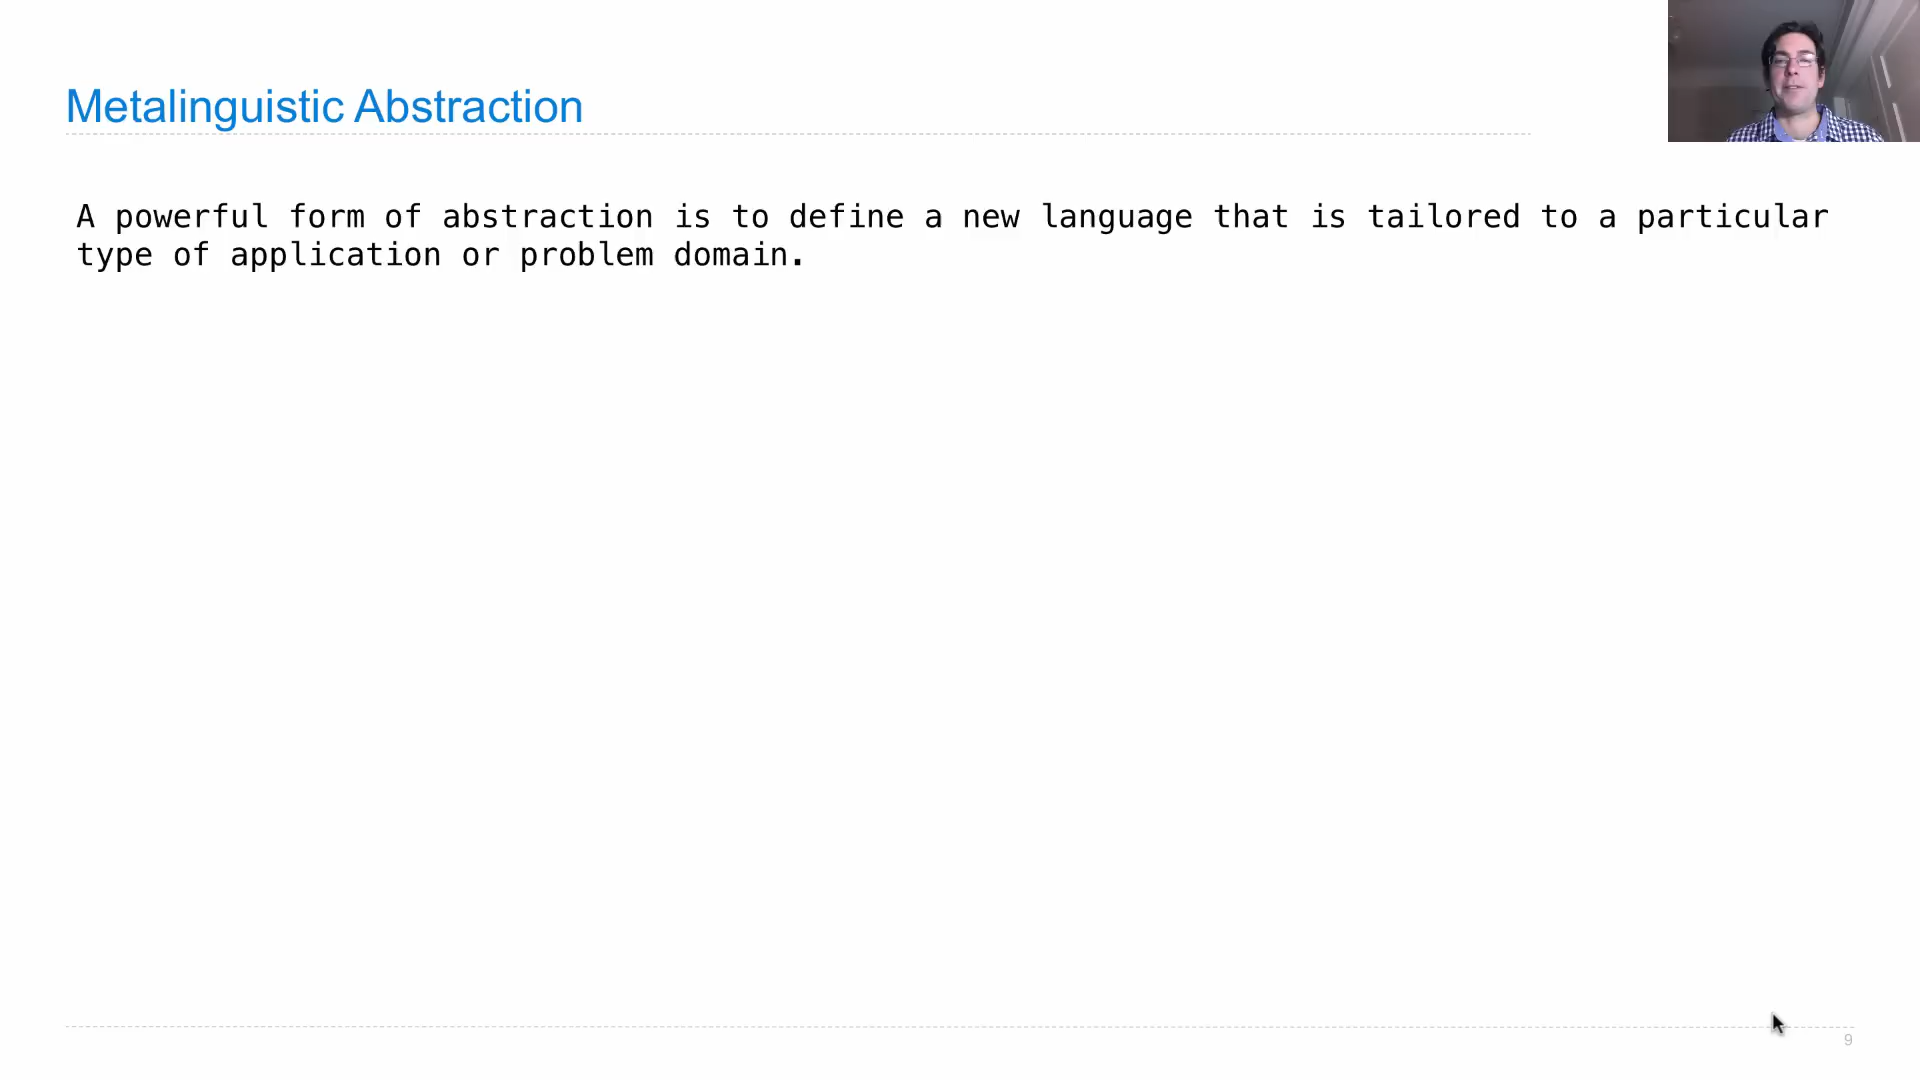 Metalinguistic Abstraction
A powerful form of abstraction is to define a new language that is tailored to a particular
type of application or problem domain.
9